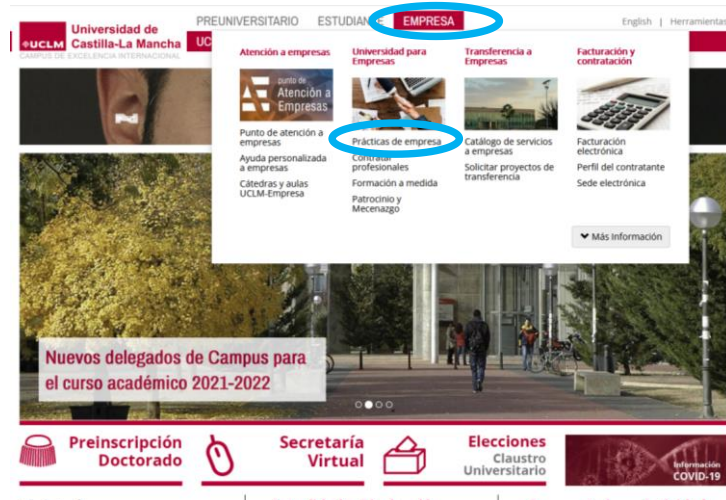 PREUNIVERSITARIO ESTUDIANTE EMPRESA English | Herramientas
UCLM Universidad de
Castilla-La Mancha
CAMPUS DE EXCELENCIA INTERNACIONAL
UC
Atención a empresas
punto de
Atención a
Empresas
Punto de atención a
empresas
Ayuda personalizada
a empresas
Cátedras y aulas
UCLM-Empresa
Universidad para
Empresas
Prácticas de empresa
Contratar
profesionales
Formación a medida
Patrocinio y
Mecenazgo
Transferencia a
Empresas
Catálogo de servicios
a empresas
Solicitar proyectos de
transferencia
Facturación y
contratación
Facturación
electrónica
Perfil del contratante
Sede electrónica
Más información
Nuevos delegados de Campus para
el curso académico 2021-2022
Preinscripción
Doctorado
Secretaría
Virtual
Elecciones
Claustro
Universitario
Información
COVID-19